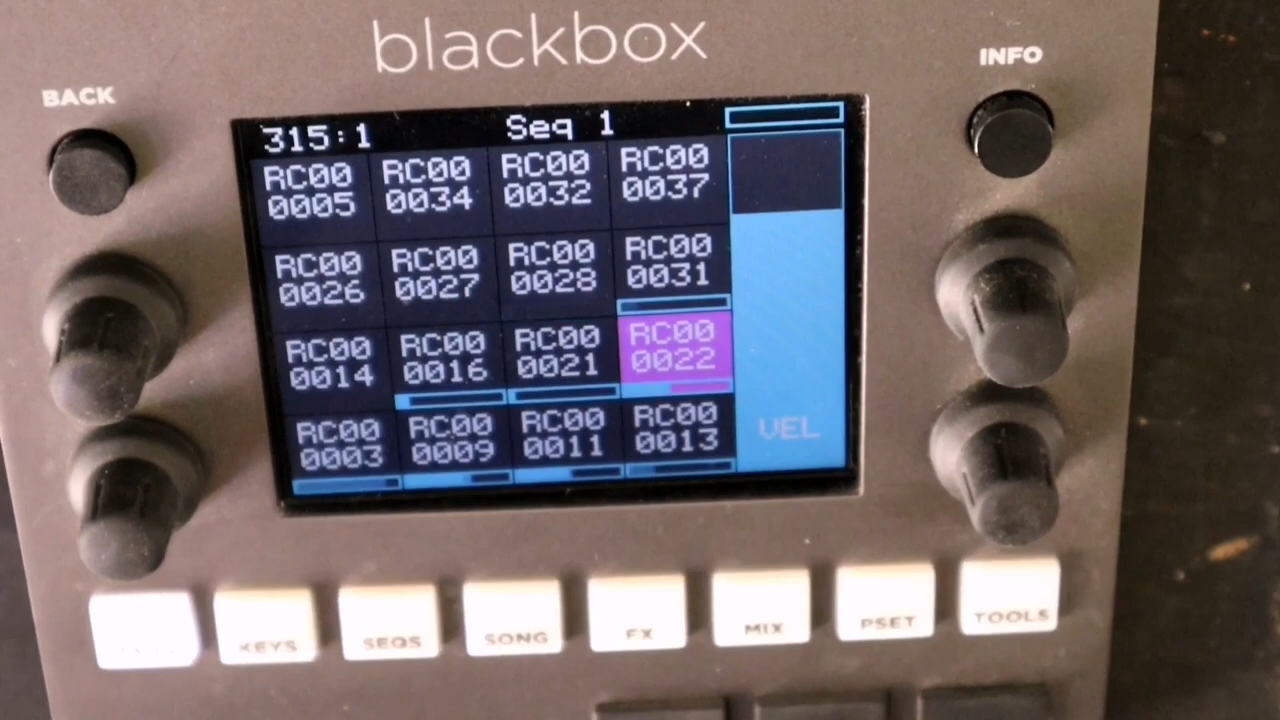 blackbox
BACK
INFO
315:1 Seq 1
RC00 RC00 RC00 RC00
0005 0034 0032 0037
RC00 RC00 RC00 RC00
0026 0027 0028 0031
RC00 RC00 RC00 RC00
0014 0016 0021 0022
RC00 RC00 RC00 RC00
0003 0009 0011 0013
VEL
KEYS SEQS SONG FX MIX PSET TOOLS